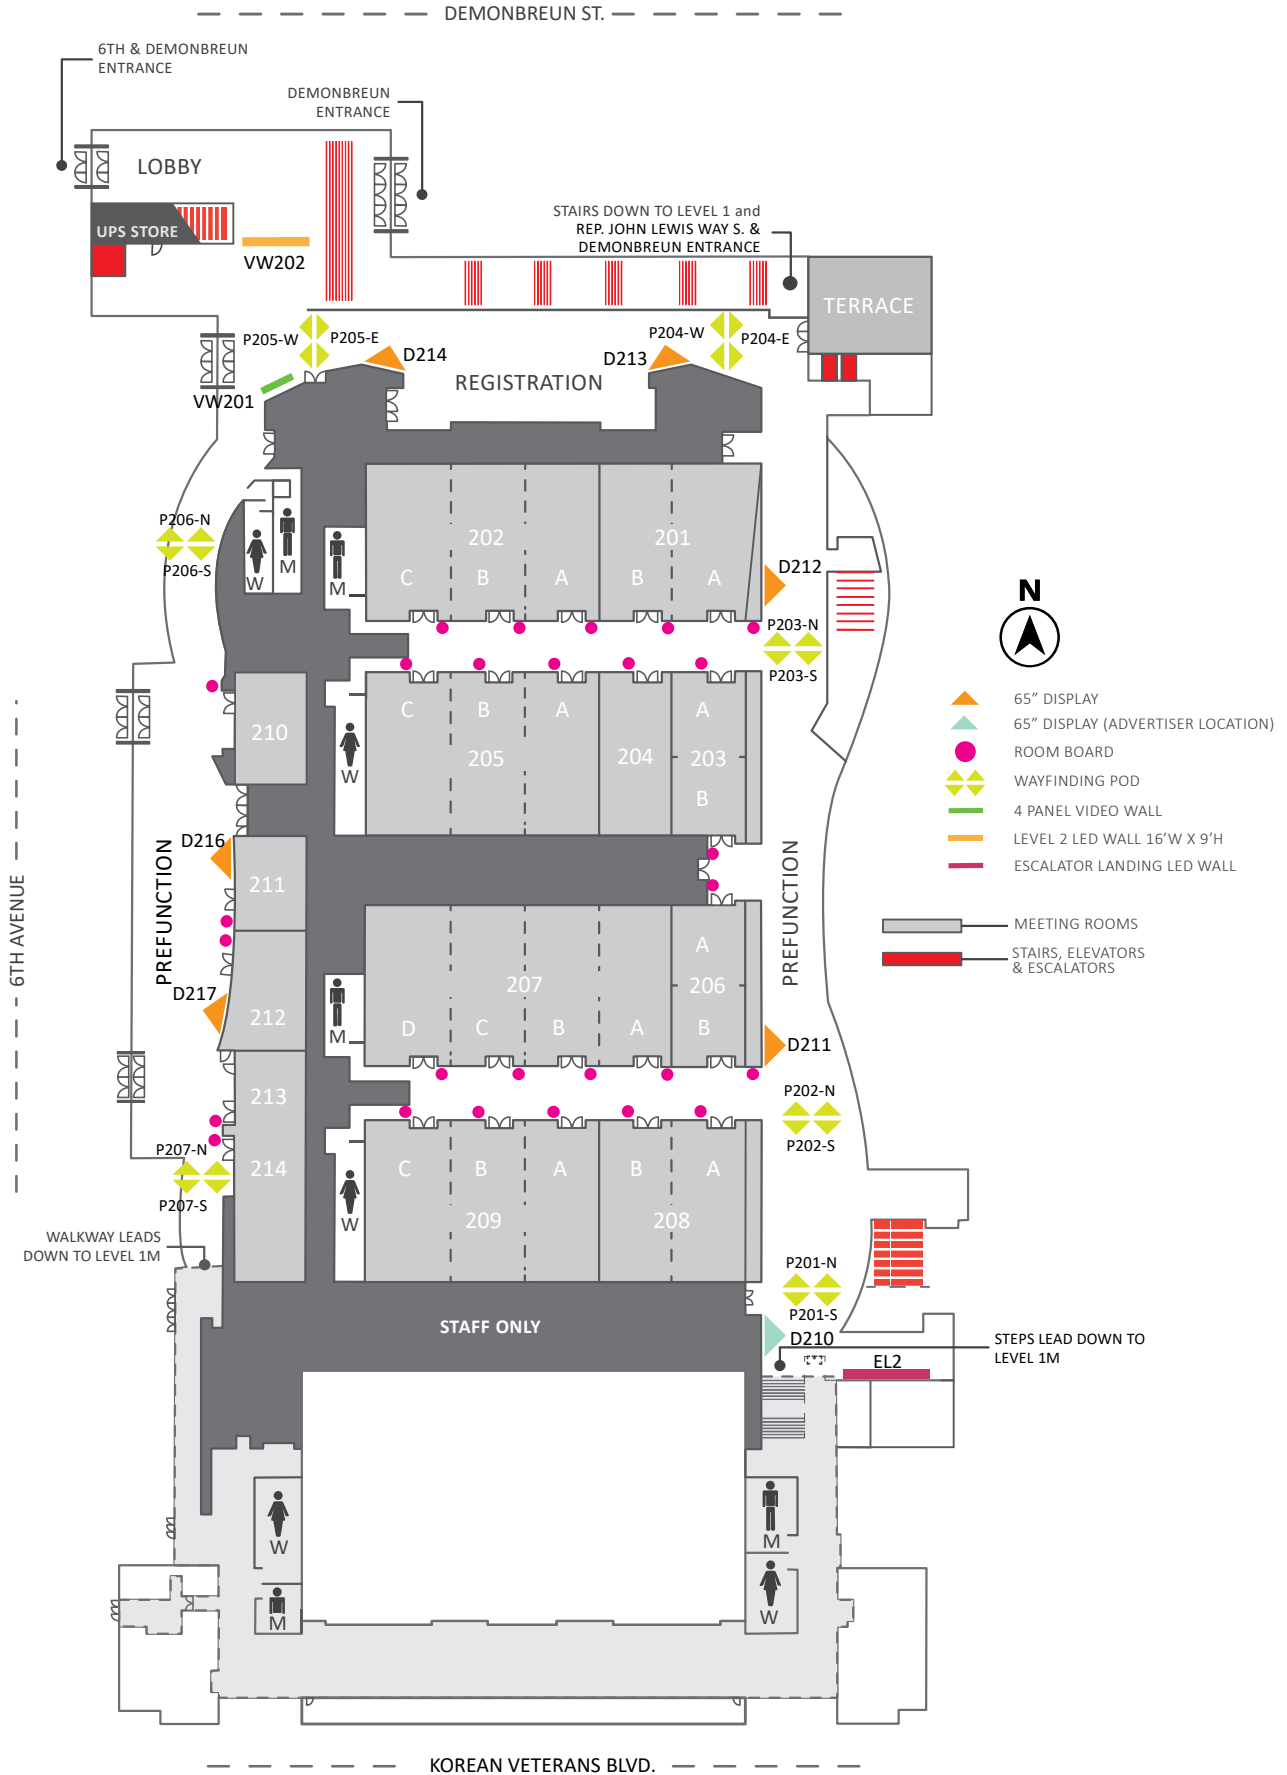 DEMONBREUN ST.
6TH & DEMONBREUN
ENTRANCE
DEMONBREUN
ENTRANCE
LOBBY
UPS STORE
VW202
STAIRS DOWN TO LEVEL 1 and
REP. JOHN LEWIS WAY S. &
DEMONBREUN ENTRANCE
TERRACE
P205-W
P205-E
P204-W
P204-E
D214
D213
REGISTRATION
VW201
P206-N
P206-S
W
M
M
202
201
C
B
A
B
A
D212
P203-N
P203-S
N
65” DISPLAY
65” DISPLAY (ADVERTISER LOCATION)
ROOM BOARD
WAYFINDING POD
4 PANEL VIDEO WALL
LEVEL 2 LED WALL 16’W X 9’H
ESCALATOR LANDING LED WALL
MEETING ROOMS
STAIRS, ELEVATORS
& ESCALATORS
210
W
C
B
A
A
205
204
203
B
6TH AVENUE
PREFUNCTION
PREFUNCTION
D216
211
D217
212
M
A
207
206
D
C
B
A
B
D211
213
P202-N
P202-S
P207-N
P207-S
214
W
C
B
A
B
A
209
208
WALKWAY LEADS
DOWN TO LEVEL 1M
P201-N
P201-S
STAFF ONLY
D210
EL2
STEPS LEAD DOWN TO
LEVEL 1M
W
M
M
W
KOREAN VETERANS BLVD.